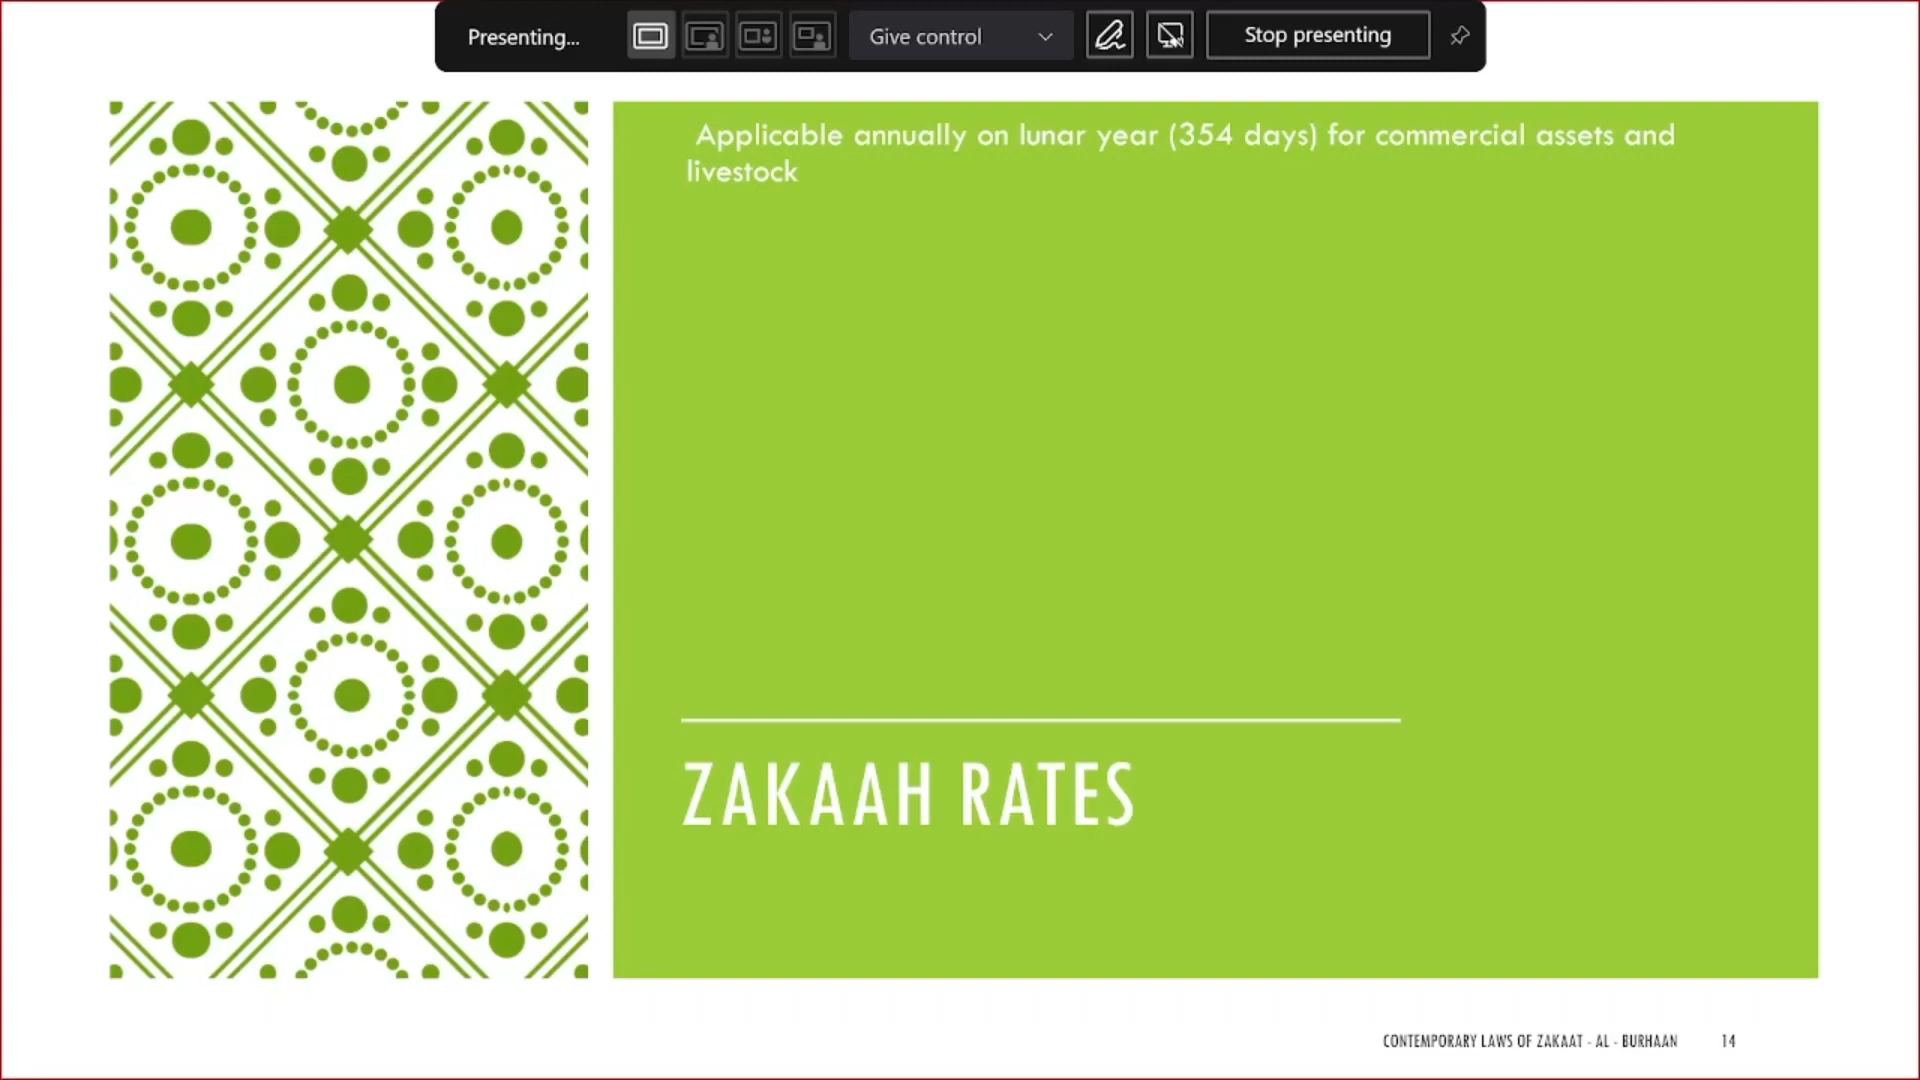 Presenting...
Give control
Stop presenting
Applicable annually on lunar year (354 days) for commercial assets and
livestock
ZAKAAH RATES
CONTEMPORARY LAWS OF ZAKAAT - AL - BURHAAN
14